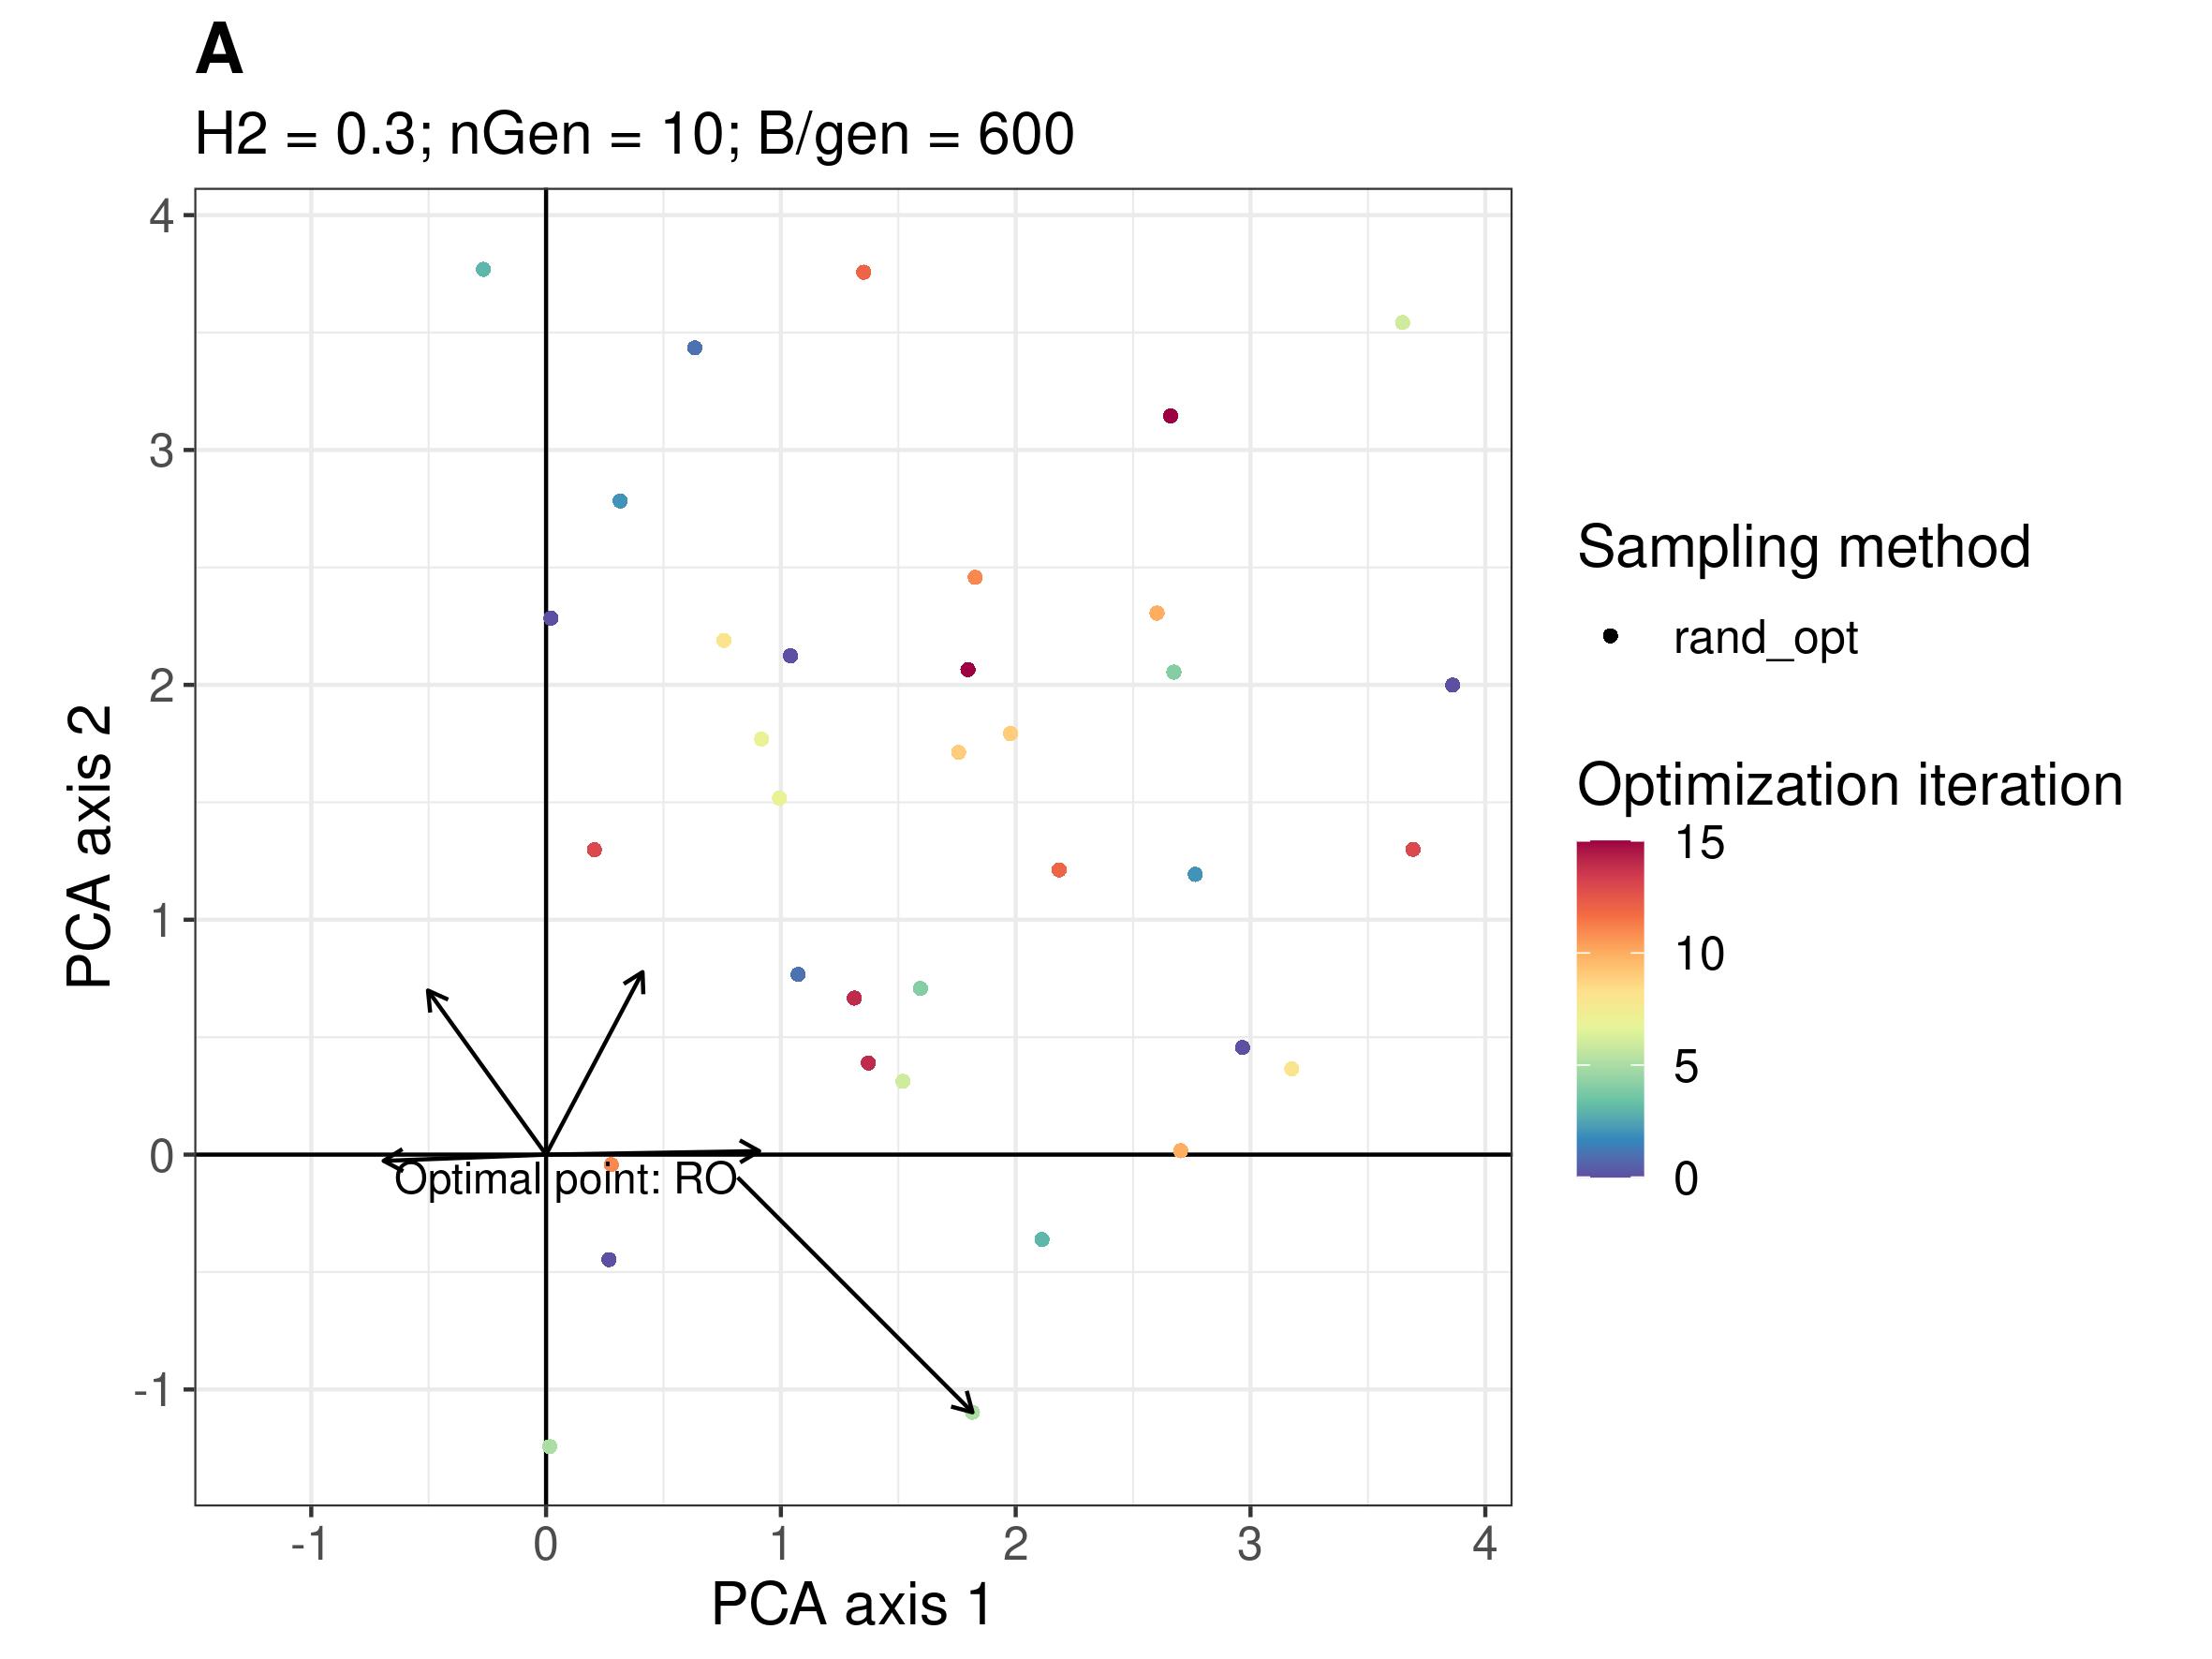 A
H2 = 0.3; nGen = 10; B/gen = 600
4
3
2
1
0
-1
PCA axis 2
Optimal point: RO
-1
0
1
2
3
4
PCA axis 1
Sampling method
rand_opt
Optimization iteration
15
10
5
0